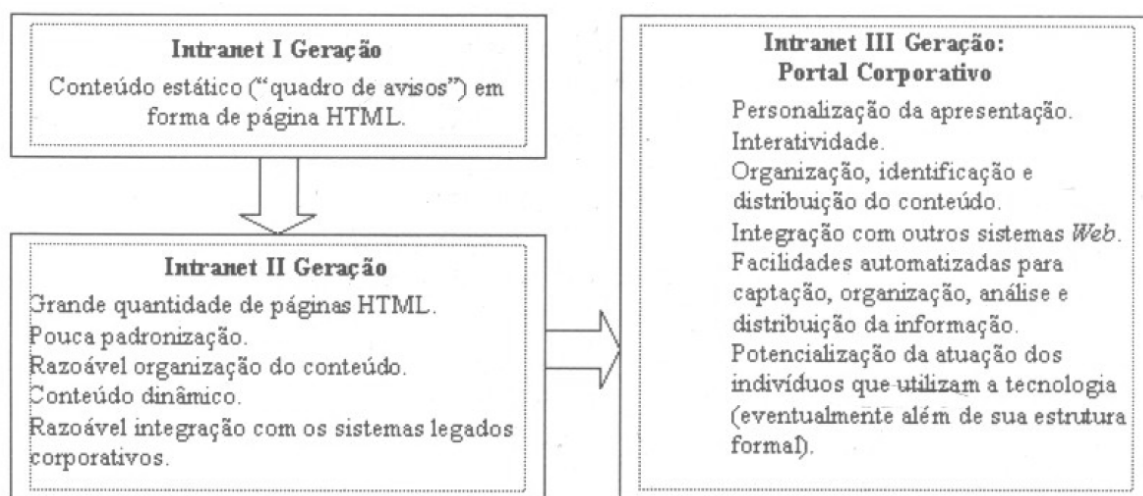 Intranet I Geração
Conteúdo estático (“quadro de avisos”) em
forma de página HTML.
Intranet II Geração
Grande quantidade de páginas HTML.
Pouca padronização.
Razoável organização do conteúdo.
Conteúdo dinâmico.
Razoável integração com os sistemas legados
corporativos.
Intranet III Geração:
Portal Corporativo
Personalização da apresentação.
Interatividade.
Organização, identificação e
distribuição do conteúdo.
Integração com outros sistemas Web.
Facilidades automatizadas para
captação, organização, análise e
distribuição da informação.
Potencialização da atuação dos
indivíduos que utilizam a tecnologia
(eventualmente além de sua estrutura
formal).